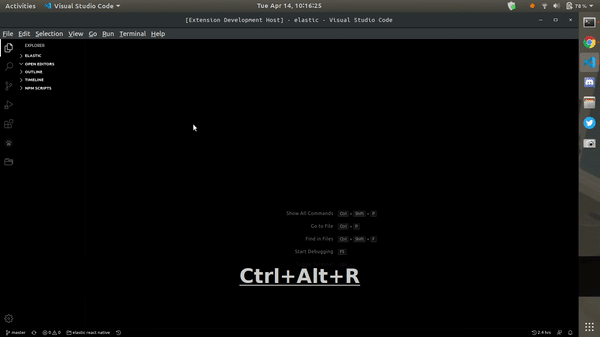 Activities Visual Studio Code Tue Apr 14, 10:16:25 78 %
[Extension Development Host] - elastic - Visual Studio Code
File Edit Selection View Go Run Terminal Help
EXPLORER
ELASTIC
OPEN EDITORS
OUTLINE
TIMELINE
NPM SCRIPTS
Show All Commands Ctrl + Shift + P
Go to File Ctrl + P
Find in Files Ctrl + Shift + F
Start Debugging F5
Ctrl+Alt+R
master 0 0 elastic react native 2.4 hrs